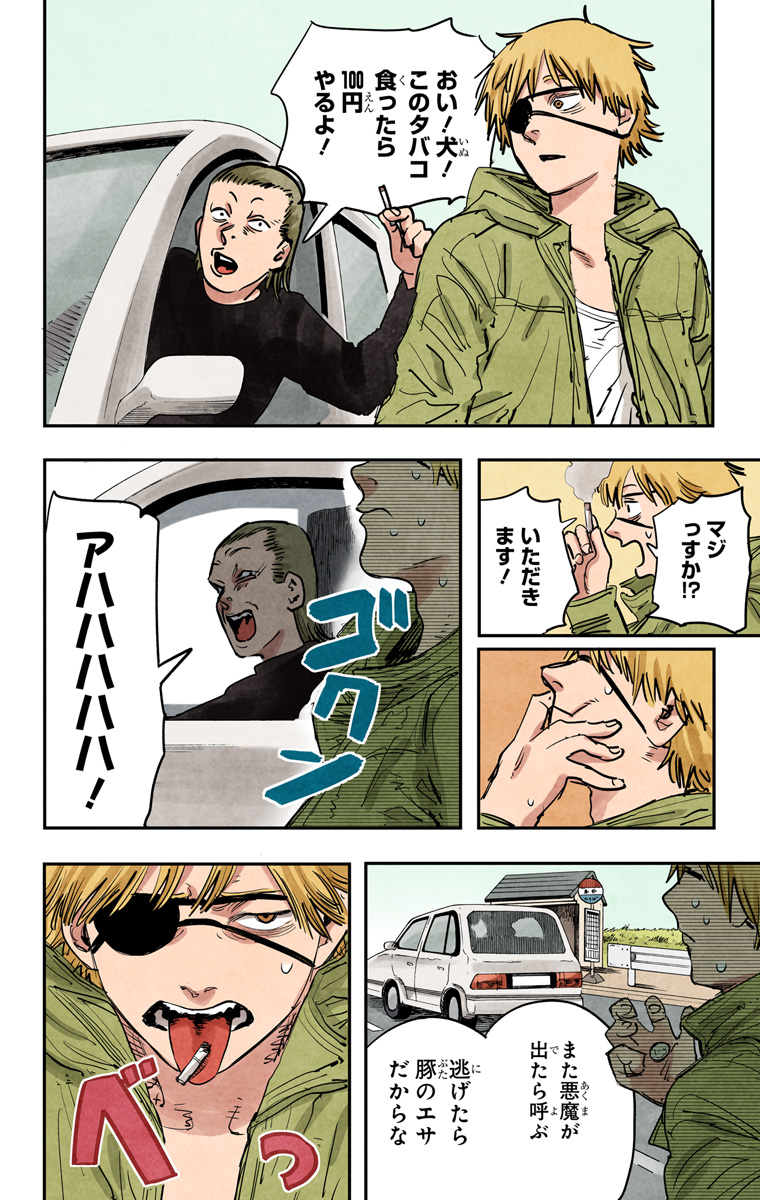 おい!犬!
このタバコ
食ったら
100円
やるよ!
マジ
っすか!?
いただき
ます!
ゴクン
アハハハハハ!
また悪魔が
出たら呼ぶ
逃げたら
豚のエサ
だからな
べっ